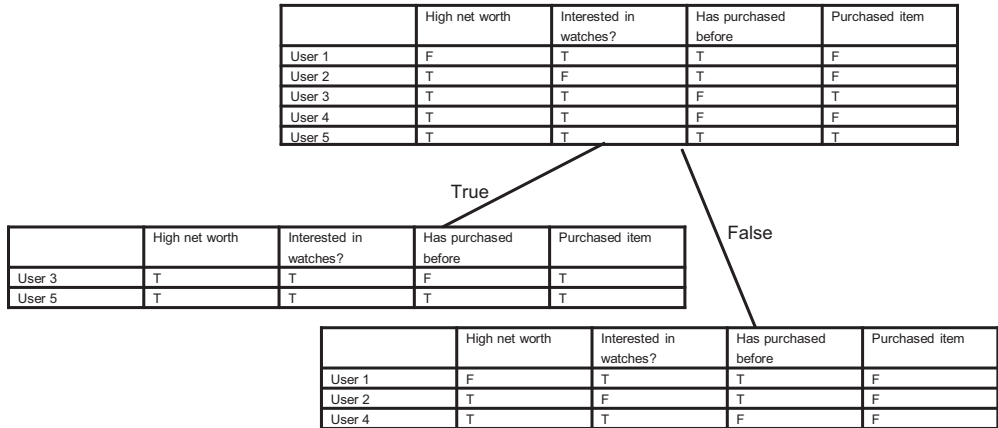 High net worth Interested in watches? Has purchased before Purchased item
User 1 F T T F
User 2 T F T F
User 3 T T F T
User 4 T T F F
User 5 T T T T
True
False
High net worth Interested in watches? Has purchased before Purchased item
User 3 T T F T
User 5 T T T T
High net worth Interested in watches? Has purchased before Purchased item
User 1 F T T F
User 2 T F T F
User 4 T T F F